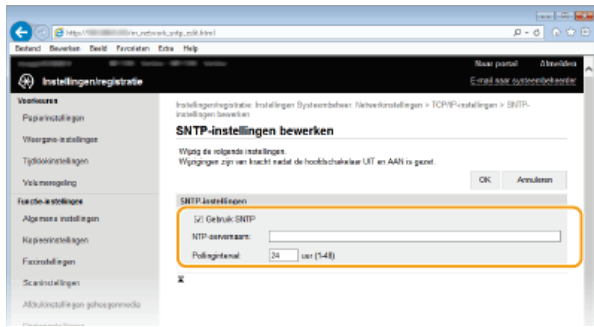 Bestand Bewerken Beeld Favorieten Extra Help
Naar portal Afmelden
Instellingen/registratie
E-mail naar systeembeheerder
Voorkeuren
Papierinstellingen
Weergave-instellingen
Tijdklokinstellingen
Volumeregeling
Functie-instellingen
Algemene instellingen
Kopieerinstellingen
Faxinstellingen
Scaninstellingen
Afdrukinstellingen geheugenmedia
Instellingen/registratie: Instellingen Systeembeheer: Netwerkinstellingen > TCP/IP-instellingen > SNTP-
instellingen bewerken
SNTP-instellingen bewerken
Wijzig de volgende instellingen.
Wijzigingen zijn van kracht nadat de hoofdschakelaar UIT en AAN is gezet.
OK Annuleren
SNTP-instellingen
Gebruik SNTP
NTP-servernaam:
Pollinginterval: 24 uur (1-48)